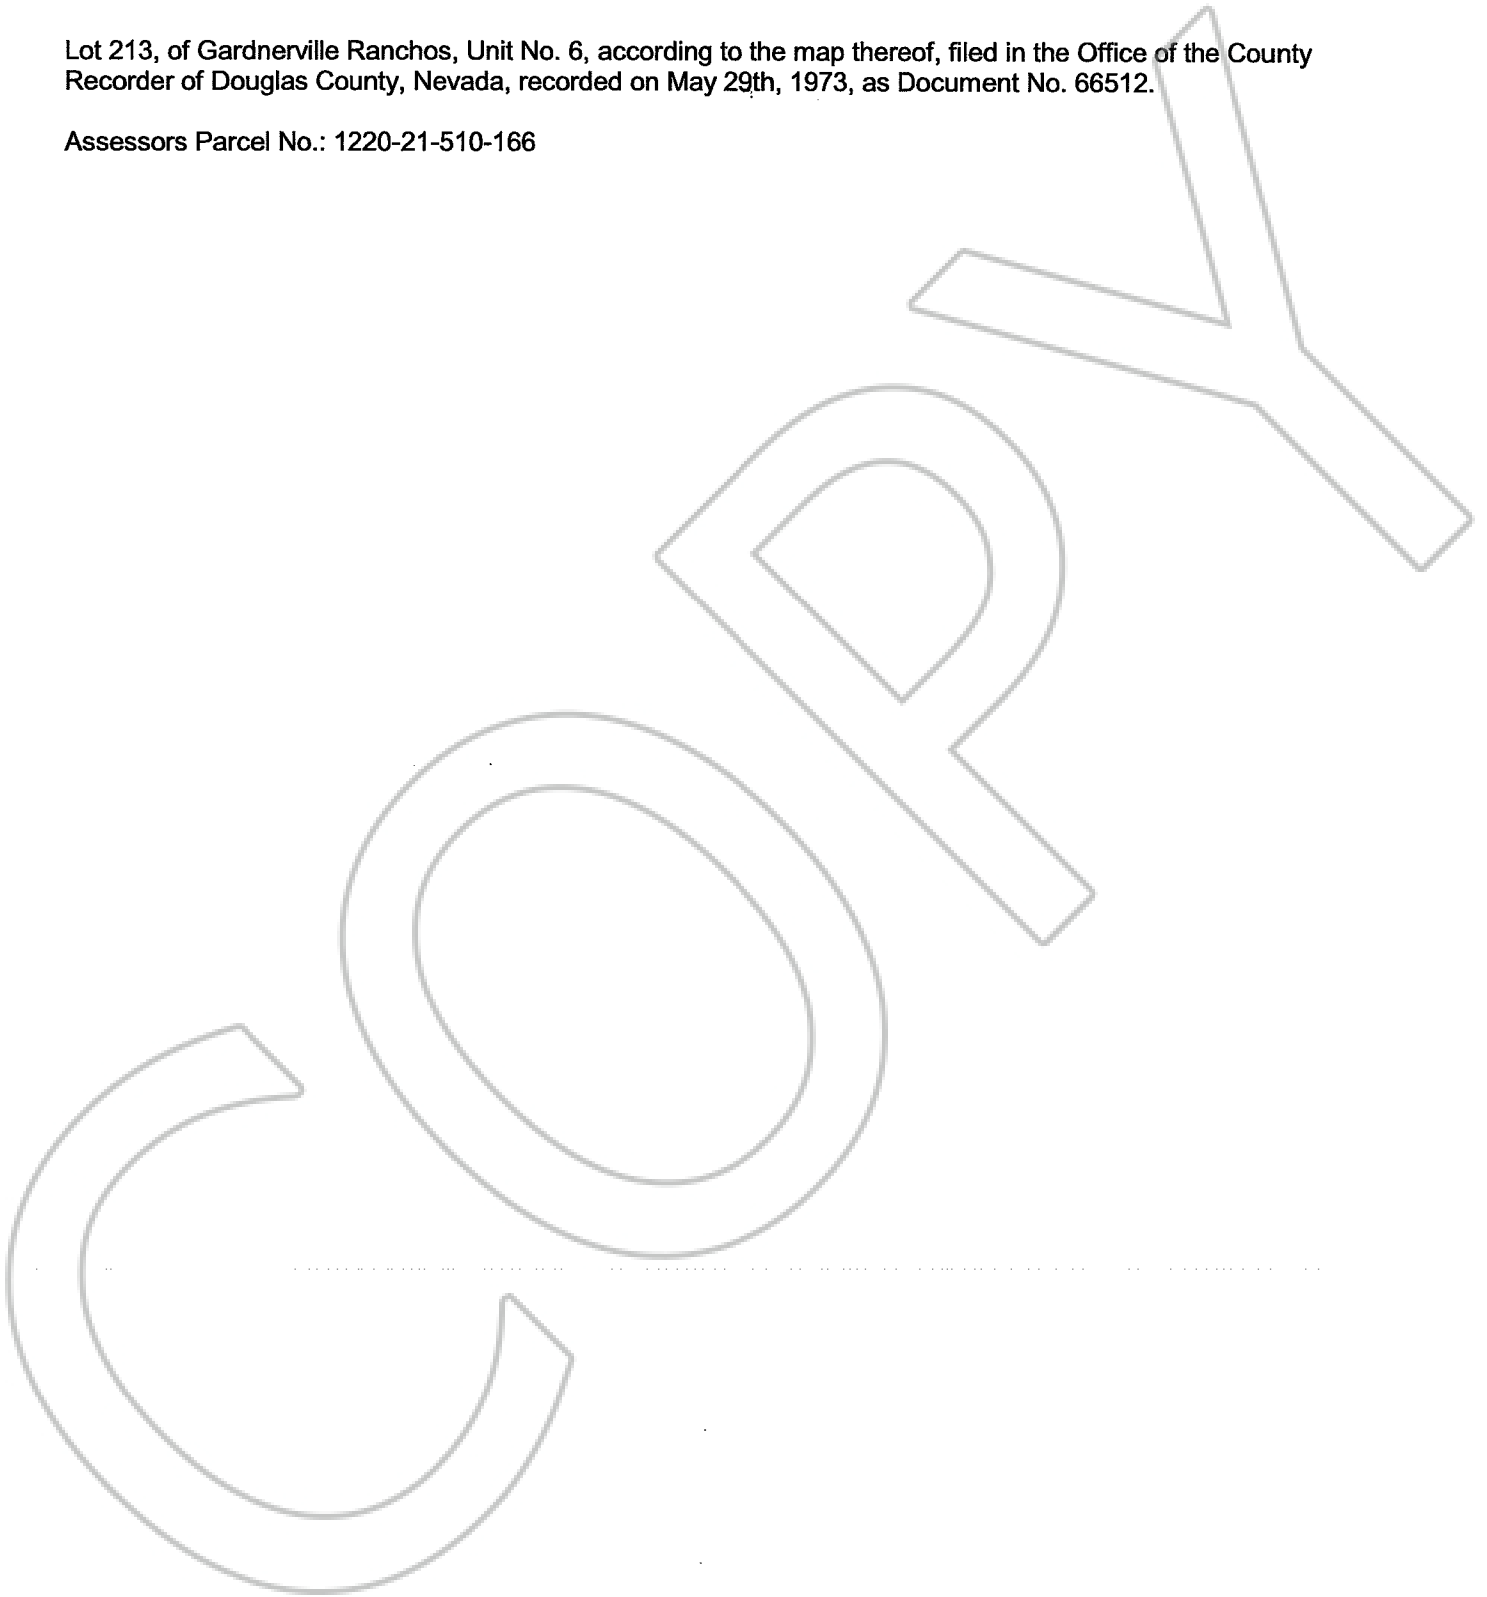 Lot 213, of Gardnerville Ranchos, Unit No. 6, according to the map thereof, filed in the Office of the County
Recorder of Douglas County, Nevada, recorded on May 29th, 1973, as Document No. 66512.
Assessors Parcel No.: 1220-21-510-166
COPY